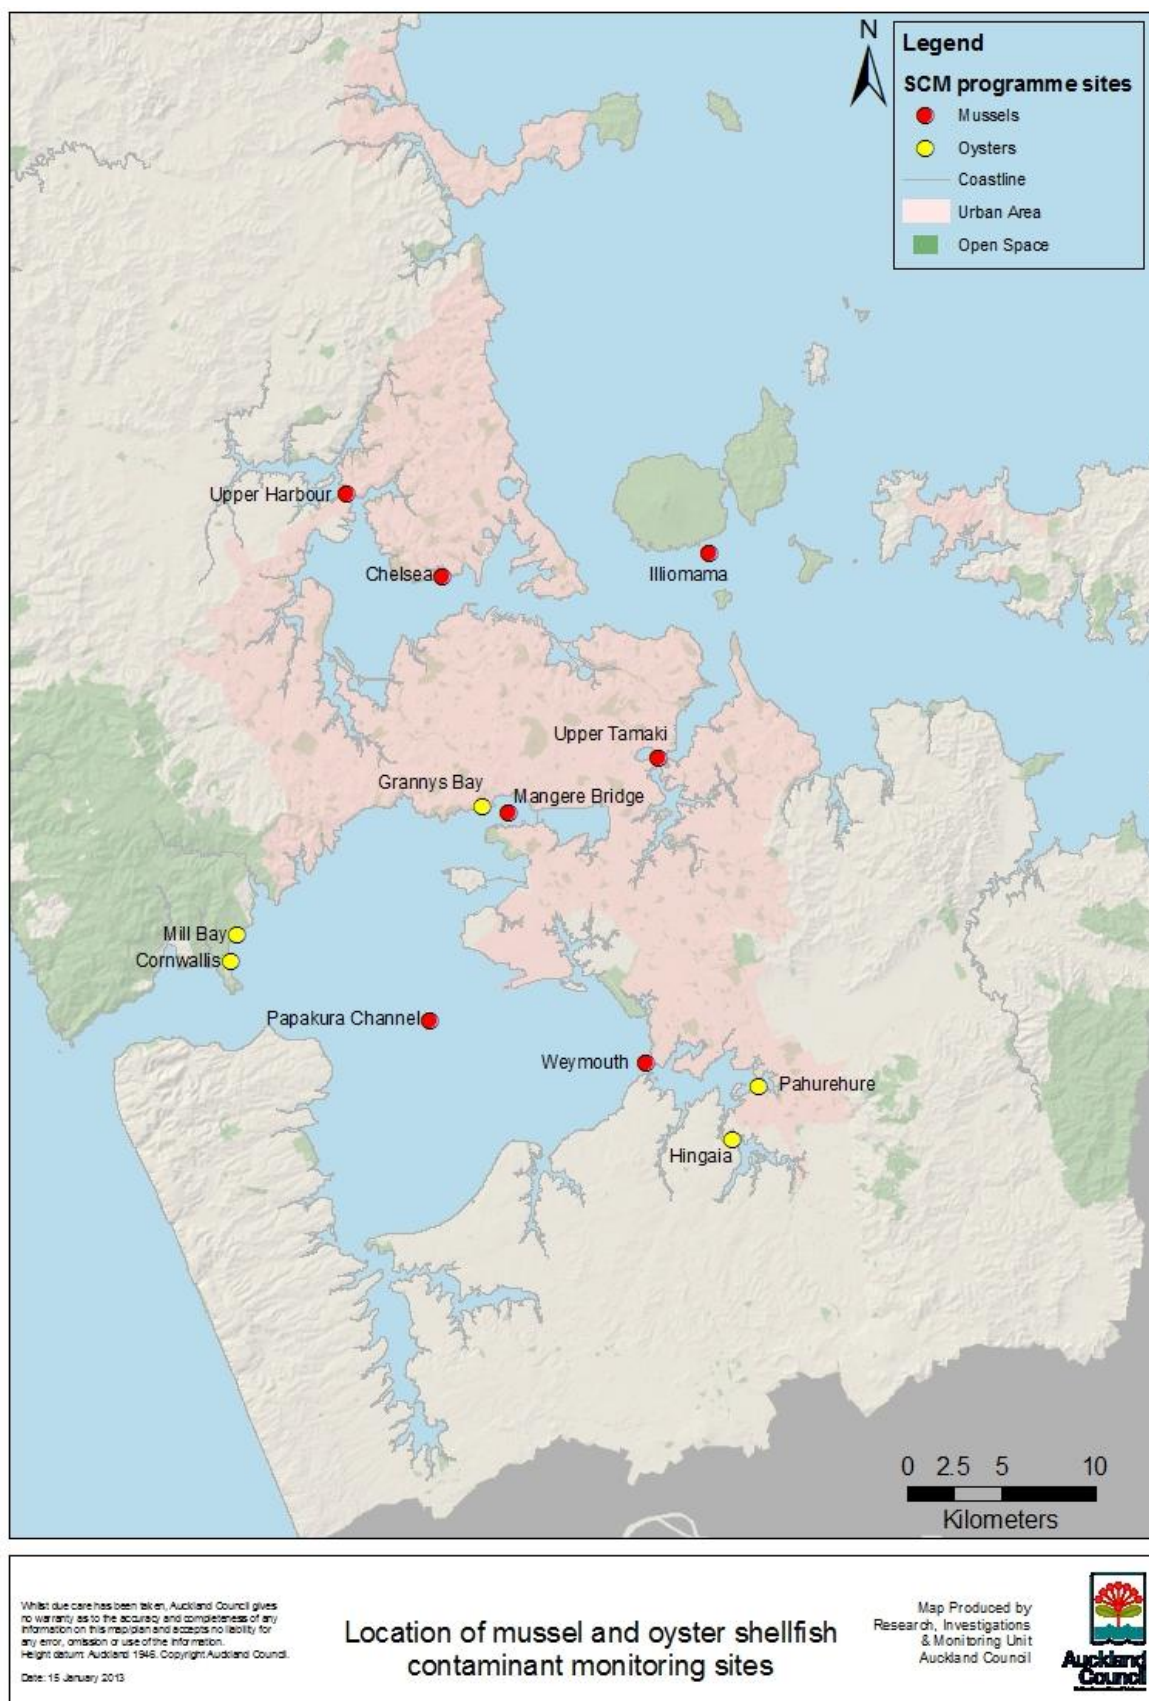 N
Legend
SCM programme sites
Mussels
Oysters
Coastline
Urban Area
Open Space
Upper Harbour
Chelsea
Illiomama
Upper Tamaki
Grannys Bay
Mangere Bridge
Mill Bay
Cornwallis
Papakura Channel
Weymouth
Pahurehure
Hingaia
0 2.5 5 10
Kilometers
Whilst due care has been taken, Auckland Council gives
no warranty as to the accuracy and completeness of any
information on this map/plan and accepts no liability for
any error, omission or use of the information.
Height datum: Auckland 1946. Copyright Auckland Council.
Date: 15 January 2013
Location of mussel and oyster shellfish
contaminant monitoring sites
Map Produced by
Research, Investigations
& Monitoring Unit
Auckland Council
Auckland
Council